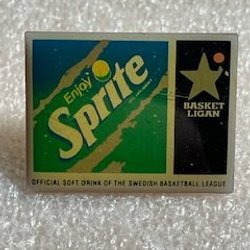 Enjoy
Sprite
BASKET
LIGAN
OFFICIAL SOFT DRINK OF THE SWEDISH BASKETBALL LEAGUE